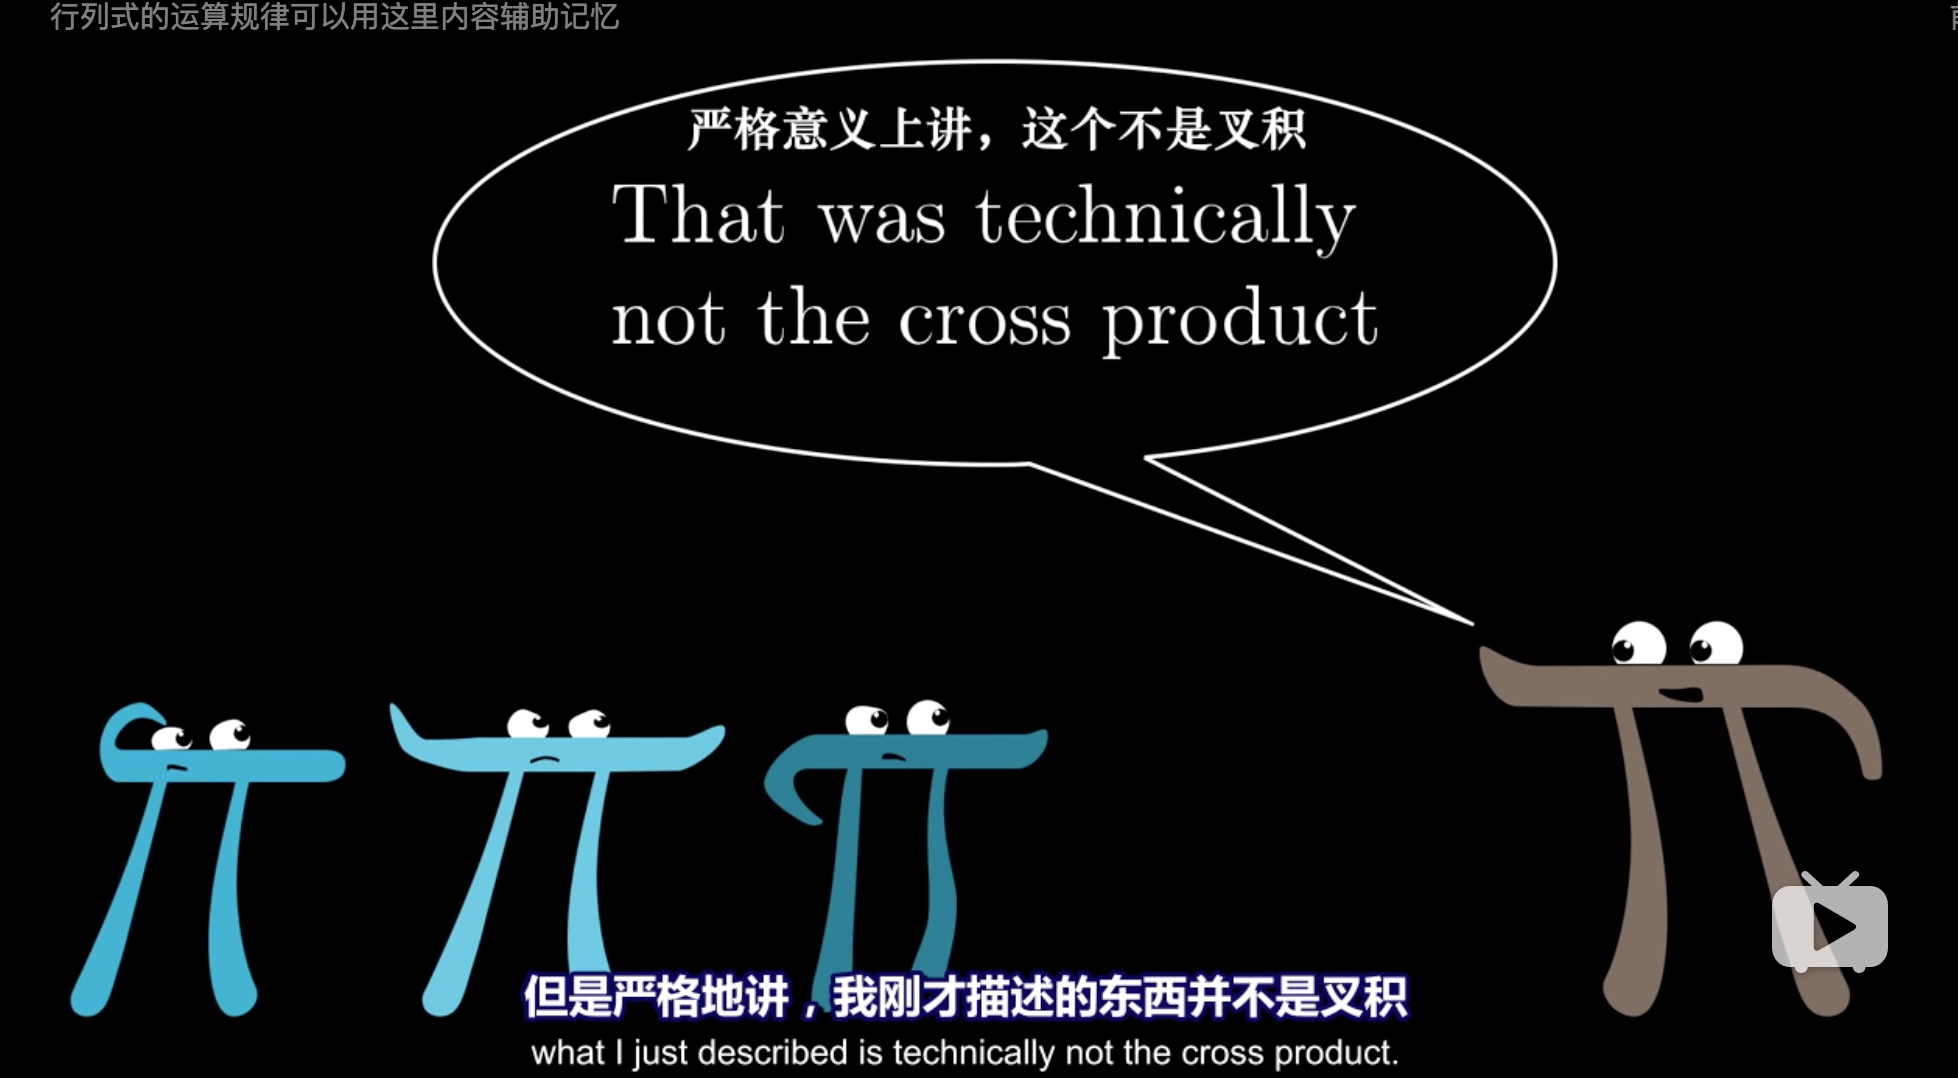 行列式的运算规律可以用这里内容辅助记忆
严格意义上讲，这个不是叉积
That was technically
not the cross product
但是严格地讲，我刚才描述的东西并不是叉积
what I just described is technically not the cross product.